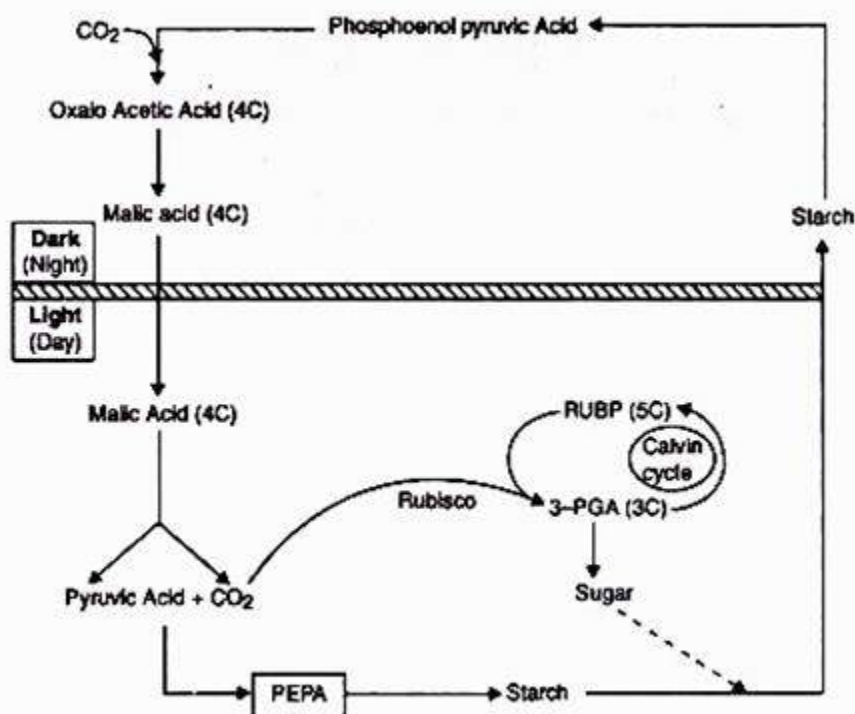 CO2
Phosphoenol pyruvic Acid
Oxalo Acetic Acid (4C)
Malic acid (4C)
Starch
Dark
(Night)
Light
(Day)
Malic Acid (4C)
RUBP (5C)
Calvin
cycle
Rubisco
3–PGA (3C)
Pyruvic Acid + CO2
Sugar
PEPA
Starch